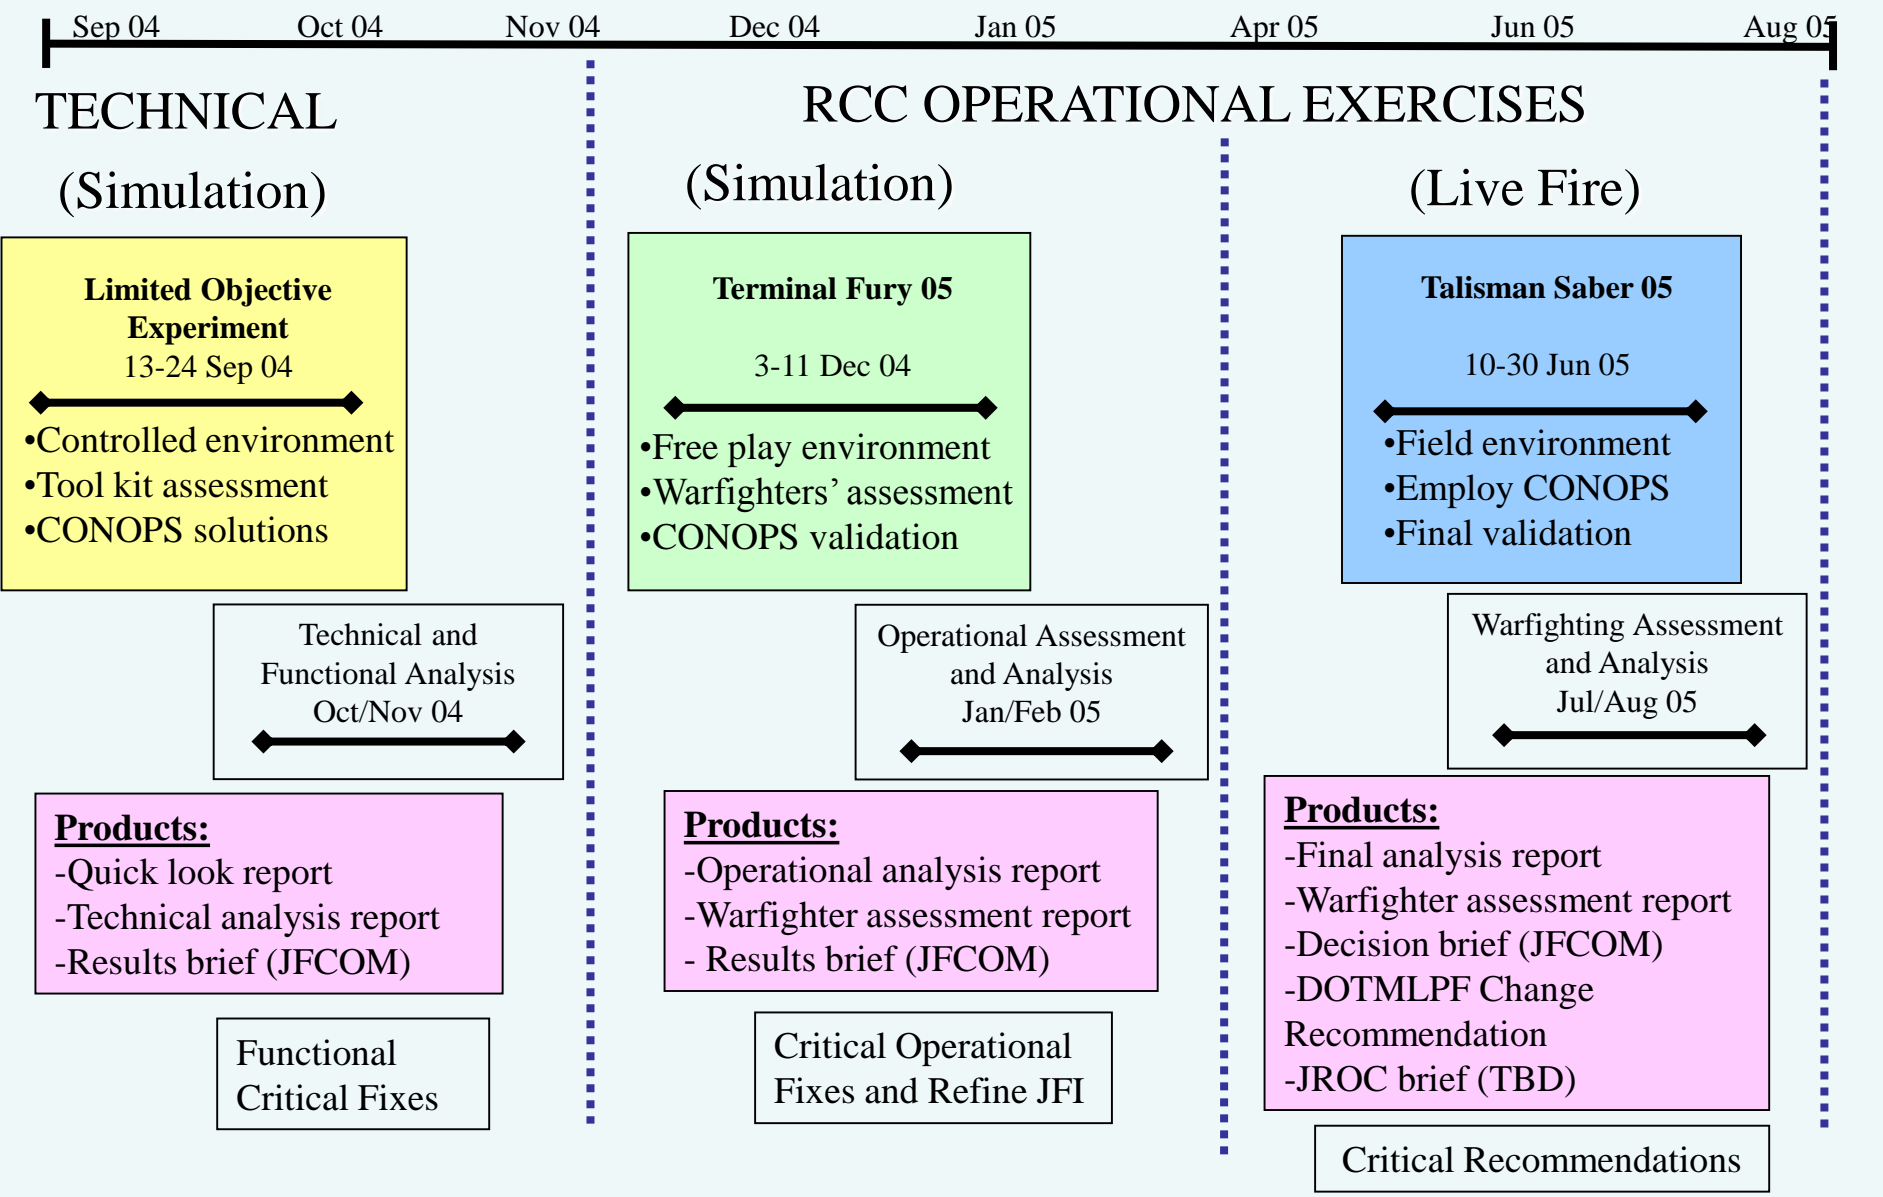 Sep 04 Oct 04 Nov 04 Dec 04 Jan 05 Apr 05 Jun 05 Aug 05
TECHNICAL
(Simulation)
Limited Objective
Experiment
13-24 Sep 04
•Controlled environment
•Tool kit assessment
•CONOPS solutions
Technical and
Functional Analysis
Oct/Nov 04
Products:
-Quick look report
-Technical analysis report
-Results brief (JFCOM)
Functional
Critical Fixes
RCC OPERATIONAL EXERCISES
(Simulation)
Terminal Fury 05
3-11 Dec 04
•Free play environment
•Warfighters’ assessment
•CONOPS validation
Operational Assessment
and Analysis
Jan/Feb 05
Products:
-Operational analysis report
-Warfighter assessment report
- Results brief (JFCOM)
Critical Operational
Fixes and Refine JFI
(Live Fire)
Talisman Saber 05
10-30 Jun 05
•Field environment
•Employ CONOPS
•Final validation
Warfighting Assessment
and Analysis
Jul/Aug 05
Products:
-Final analysis report
-Warfighter assessment report
-Decision brief (JFCOM)
-DOTMLPF Change
Recommendation
-JROC brief (TBD)
Critical Recommendations